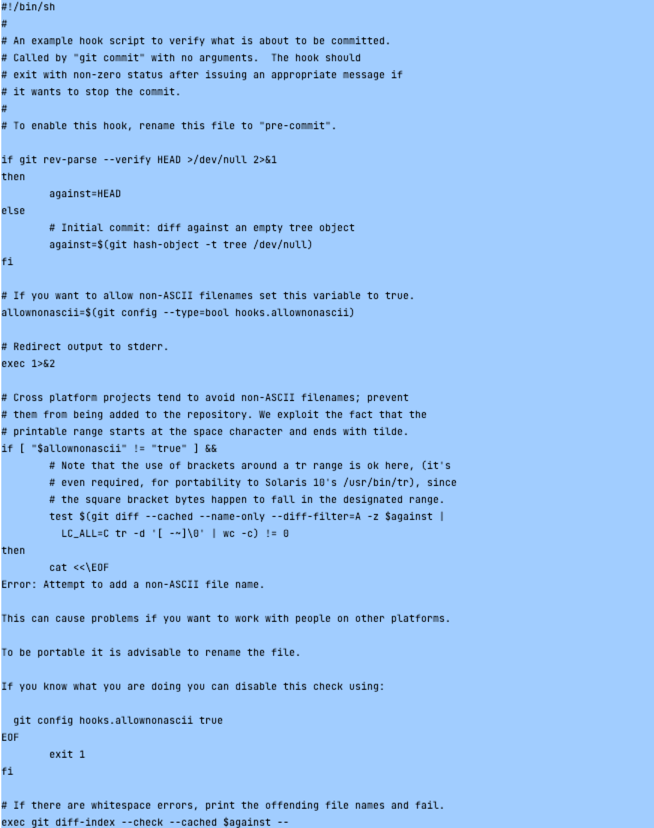 #!/bin/sh
#
# An example hook script to verify what is about to be committed.
# Called by "git commit" with no arguments.  The hook should
# exit with non-zero status after issuing an appropriate message if
# it wants to stop the commit.
#
# To enable this hook, rename this file to "pre-commit".

if git rev-parse --verify HEAD >/dev/null 2>&1
then
        against=HEAD
else
        # Initial commit: diff against an empty tree object
        against=$(git hash-object -t tree /dev/null)
fi

# If you want to allow non-ASCII filenames set this variable to true.
allownonascii=$(git config --type=bool hooks.allownonascii)

# Redirect output to stderr.
exec 1>&2

# Cross platform projects tend to avoid non-ASCII filenames; prevent
# them from being added to the repository. We exploit the fact that the
# printable range starts at the space character and ends with tilde.
if [ "$allownonascii" != "true" ] &&
        # Note that the use of brackets around a tr range is ok here, (it's
        # even required, for portability to Solaris 10's /usr/bin/tr), since
        # the square bracket bytes happen to fall in the designated range.
        test $(git diff --cached --name-only --diff-filter=A -z $against |
          LC_ALL=C tr -d '[ -~]\0' | wc -c) != 0
then
        cat <<\EOF
Error: Attempt to add a non-ASCII file name.

This can cause problems if you want to work with people on other platforms.

To be portable it is advisable to rename the file.

If you know what you are doing you can disable this check using:

  git config hooks.allownonascii true
EOF
        exit 1
fi

# If there are whitespace errors, print the offending file names and fail.
exec git diff-index --check --cached $against --